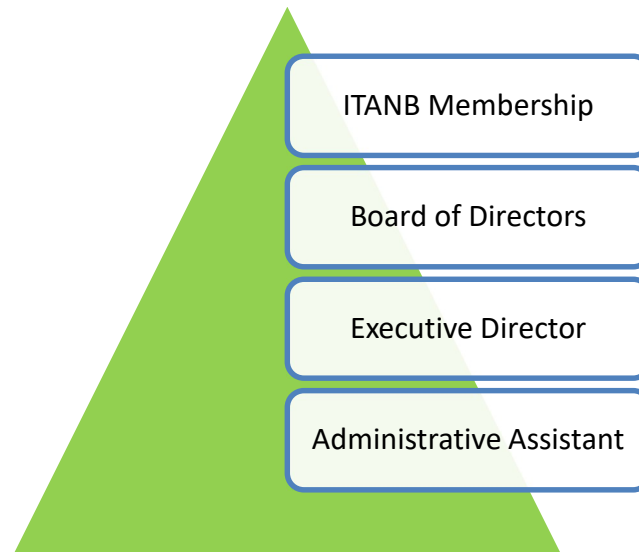 ITANB Membership
Board of Directors
Executive Director
Administrative Assistant